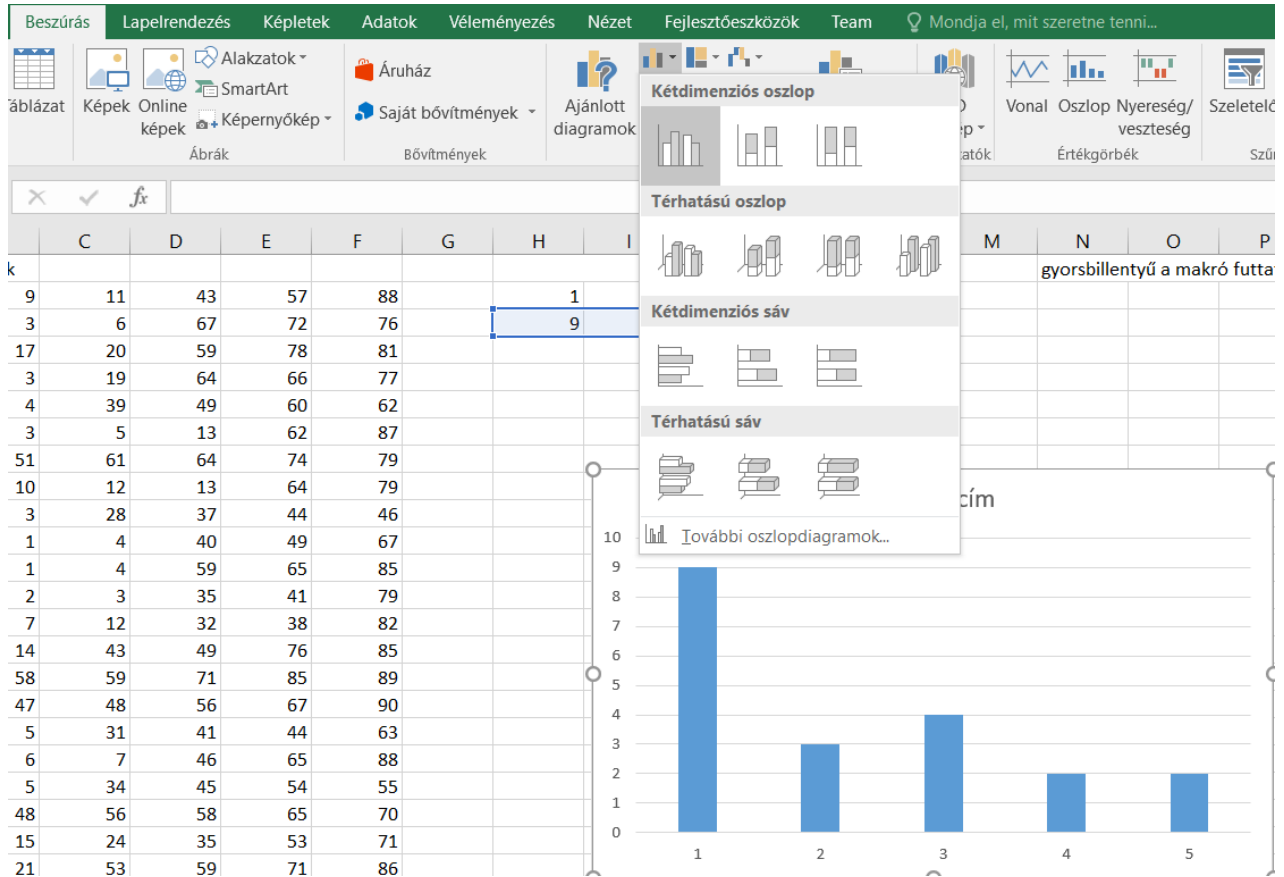 Beszúrás Lapelrendezés Képletek Adatok Véleményezés Nézet Fejlesztőeszközök Team Mondja el, mit szeretne tenni...
Képek
Online képek
Alakzatok
SmartArt
Képernyőkép
Ábrák
Áruház
Saját bővítmények
Bővítmények
Ajánlott diagramok
Vonal Oszlop Nyereség/
veszteség
Értékgörbék
Kétdimenziós oszlop
Térhatású oszlop
Kétdimenziós sáv
Térhatású sáv
További oszlopdiagramok...
fx
C D E F G H I M N O P
k gyorsbillentyű a makró
9 11 43 57 88 1
3 6 67 72 76 9
17 20 59 78 81
3 19 64 66 77
4 39 49 60 62
3 5 13 62 87
51 61 64 74 79
10 12 13 64 79
3 28 37 44 46
1 4 40 49 67
1 4 59 65 85
2 3 35 41 79
7 12 32 38 82
14 43 49 76 85
58 59 71 85 89
47 48 56 67 90
5 31 41 44 63
6 7 46 65 88
5 34 45 54 55
48 56 58 65 70
15 24 35 53 71
21 53 59 71 86
cím
10
9
8
7
6
5
4
3
2
1
0
1 2 3 4 5